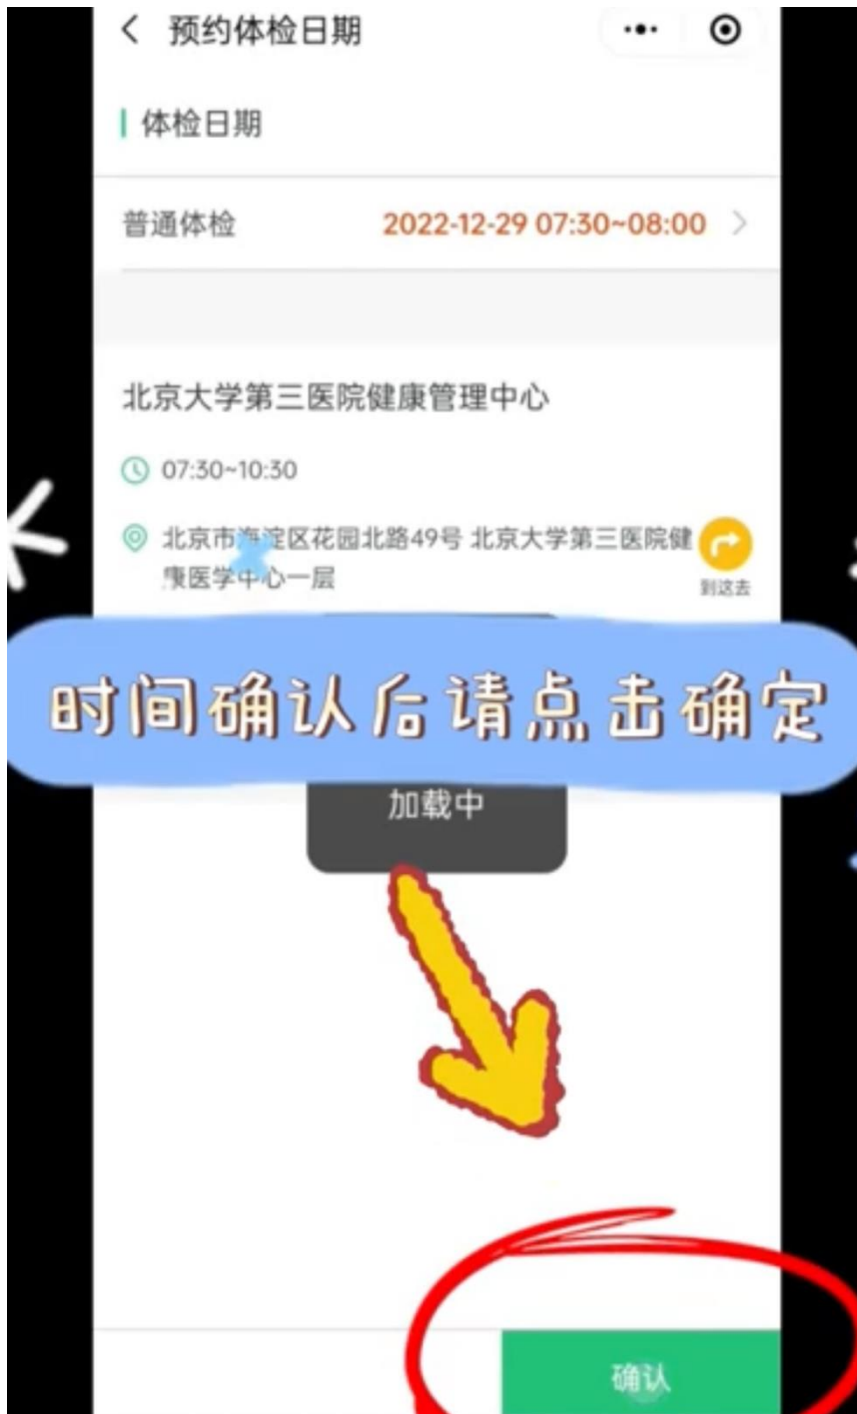 预约体检日期
体检日期
普通体检 2022-12-29 07:30~08:00
北京大学第三医院健康管理中心
07:30~10:30
北京市海淀区花园北路49号 北京大学第三医院健
康医学中心一层
到这去
时间确认后请点击确定
加载中
确认